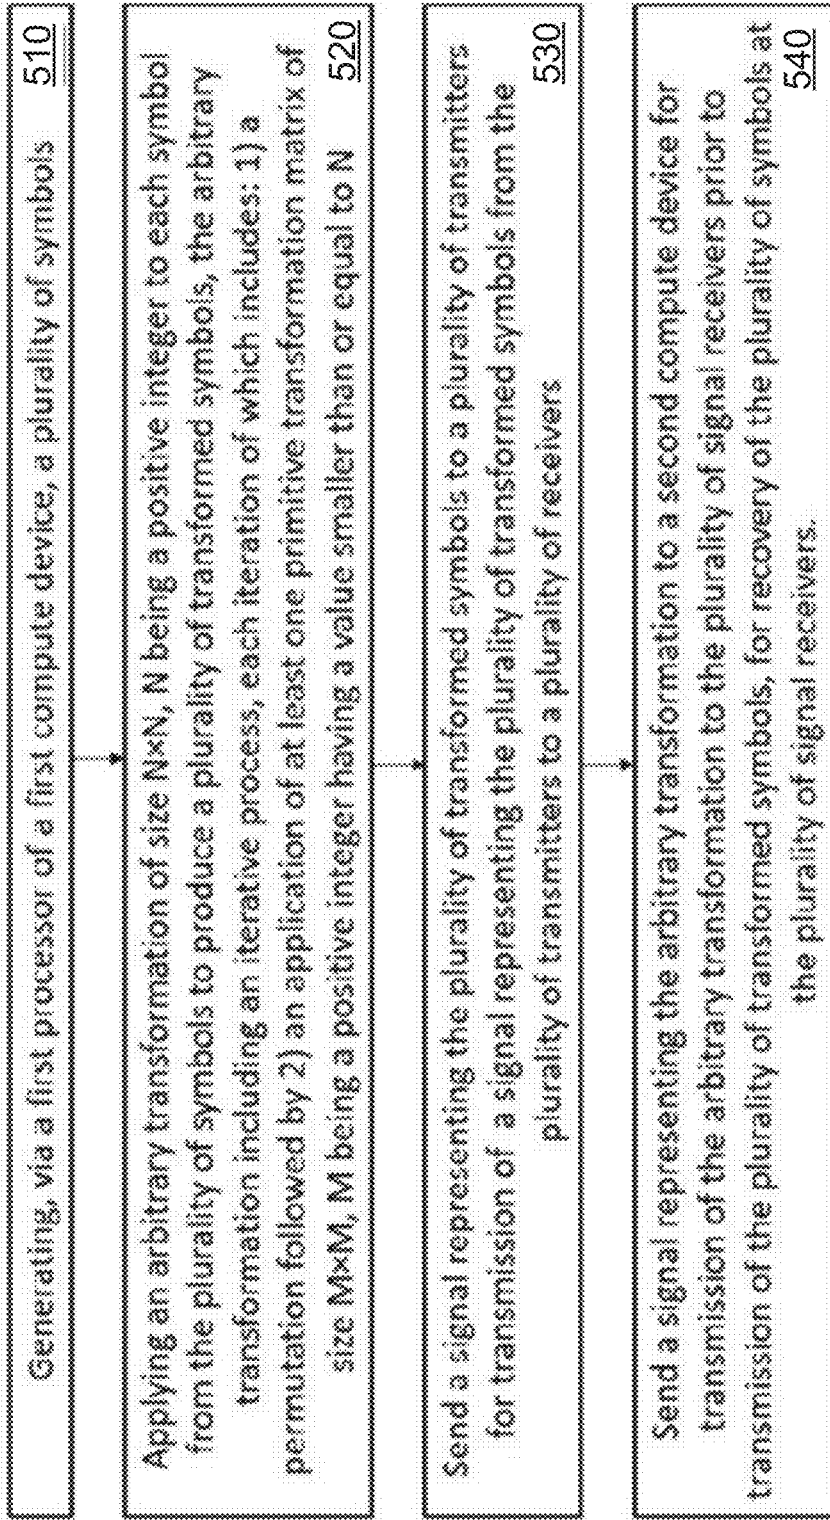 Generating, via a first processor of a first compute device, a plurality of symbols
510
Applying an arbitrary transformation of size N×N, N being a positive integer to each symbol
from the plurality of symbols to produce a plurality of transformed symbols, the arbitrary
transformation including an iterative process, each iteration of which includes: 1) a
permutation followed by 2) an application of at least one primitive transformation matrix of
size M×M, M being a positive integer having a value smaller than or equal to N
520
Send a signal representing the plurality of transformed symbols to a plurality of transmitters
for transmission of a signal representing the plurality of transformed symbols from the
plurality of transmitters to a plurality of receivers
530
Send a signal representing the arbitrary transformation to a second compute device for
transmission of the arbitrary transformation to the plurality of signal receivers prior to
transmission of the plurality of transformed symbols, for recovery of the plurality of symbols at
the plurality of signal receivers.
540